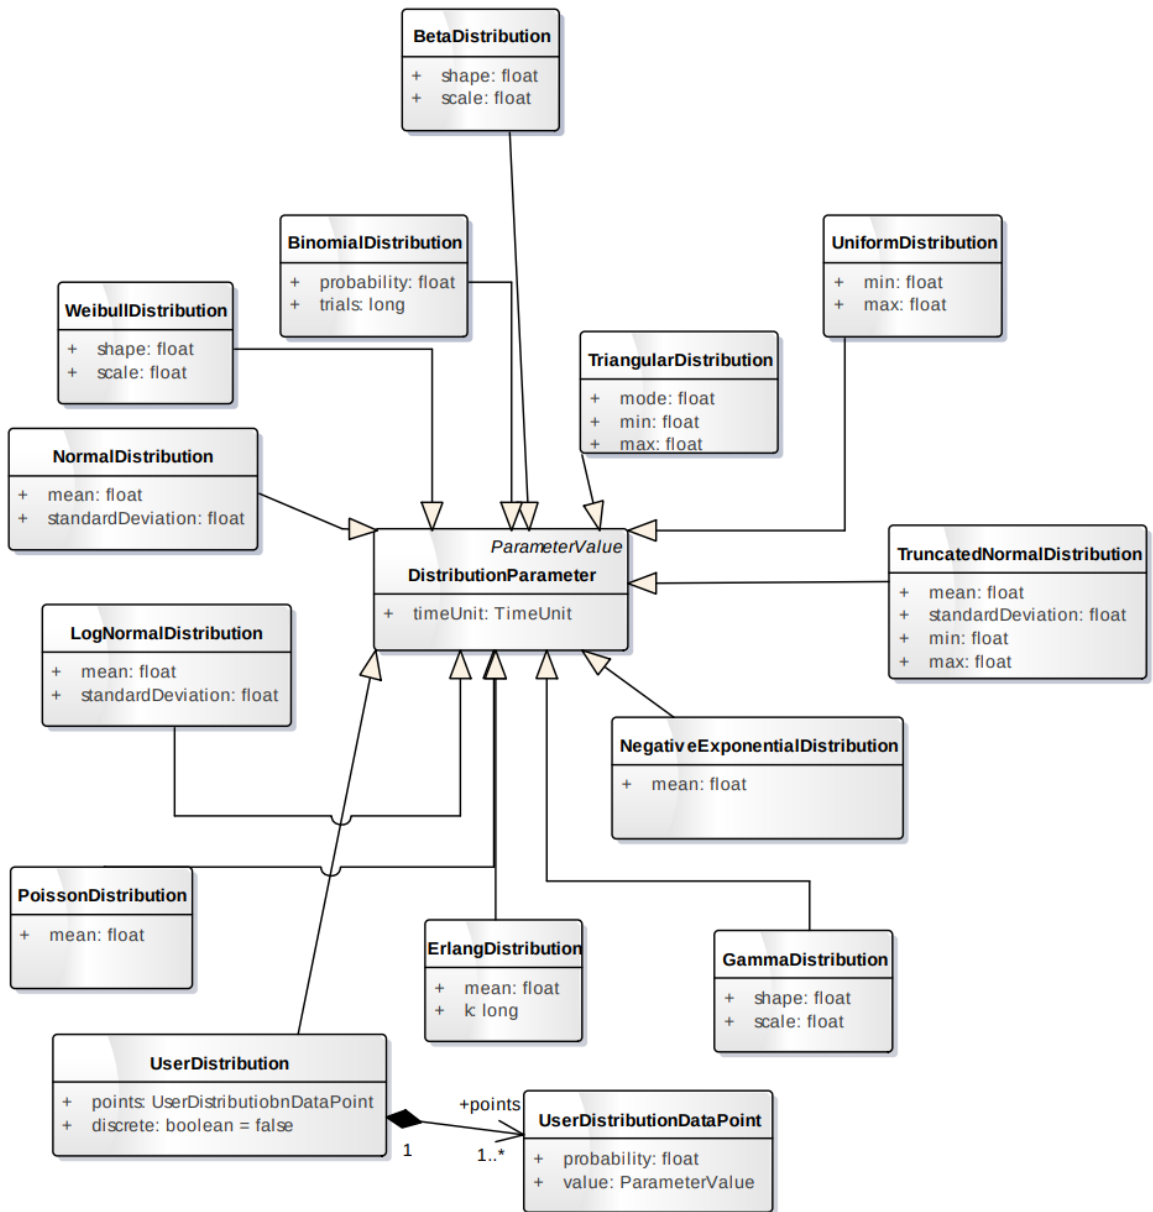 BetaDistribution
+ shape: float
+ scale: float
BinomialDistribution
+ probability: float
+ trials: long
UniformDistribution
+ min: float
+ max: float
WeibullDistribution
+ shape: float
+ scale: float
TriangularDistribution
+ mode: float
+ min: float
+ max: float
NormalDistribution
+ mean: float
+ standardDeviation: float
ParameterValue
DistributionParameter
+ timeUnit: TimeUnit
TruncatedNormalDistribution
+ mean: float
+ standardDeviation: float
+ min: float
+ max: float
LogNormalDistribution
+ mean: float
+ standardDeviation: float
NegativeExponentialDistribution
+ mean: float
PoissonDistribution
+ mean: float
ErlangDistribution
+ mean: float
+ k: long
GammaDistribution
+ shape: float
+ scale: float
UserDistribution
+ points: UserDistributiobnDataPoint
+ discrete: boolean = false
1
+points
1..*
UserDistributionDataPoint
+ probability: float
+ value: ParameterValue